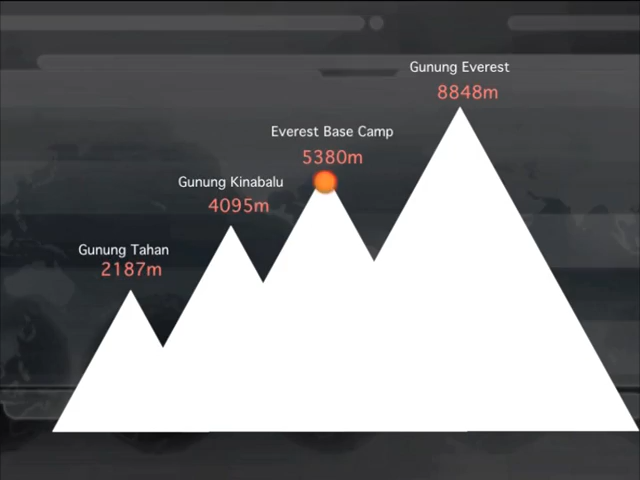 Gunung Everest
8848m
Everest Base Camp
5380m
Gunung Kinabalu
4095m
Gunung Tahan
2187m